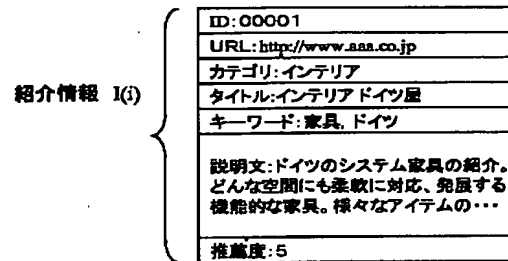 ID:00001
URL:http://www.aaa.co.jp
カテゴリ:インテリア
紹介情報 I(i)
タイトル:インテリアドイツ屋
キーワード:家具, ドイツ
説明文:ドイツのシステム家具の紹介。
どんな空間にも柔軟に対応、発展する
機能的な家具。様々なアイテムの・・・
推薦度:5